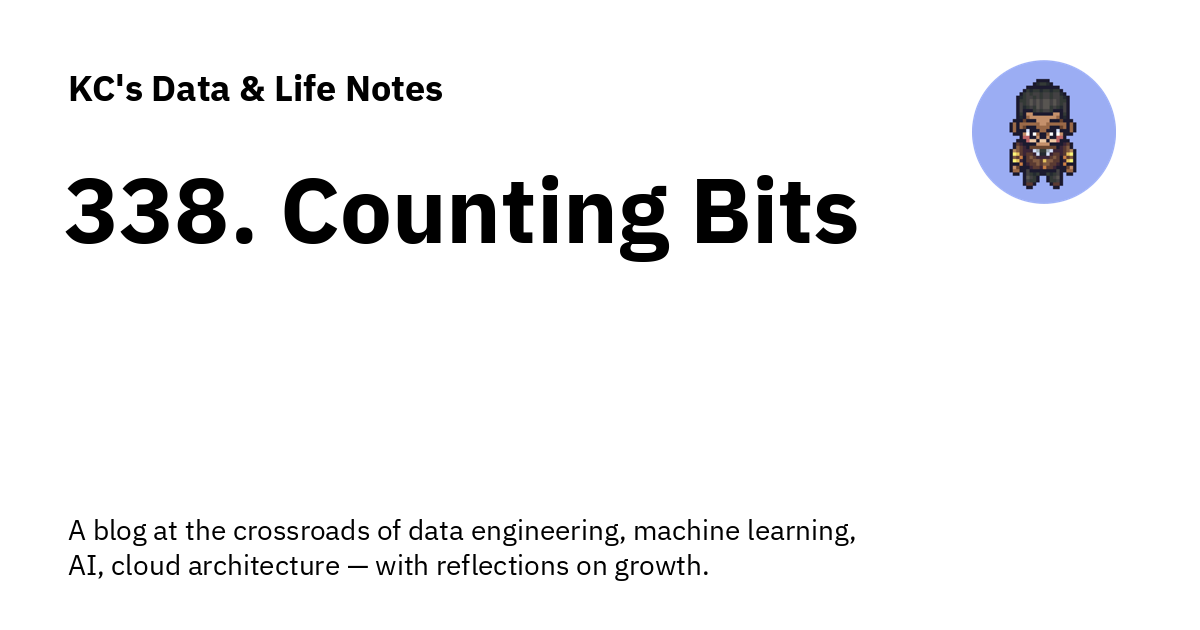 KC's Data & Life Notes
338. Counting Bits
A blog at the crossroads of data engineering, machine learning,
AI, cloud architecture — with reflections on growth.